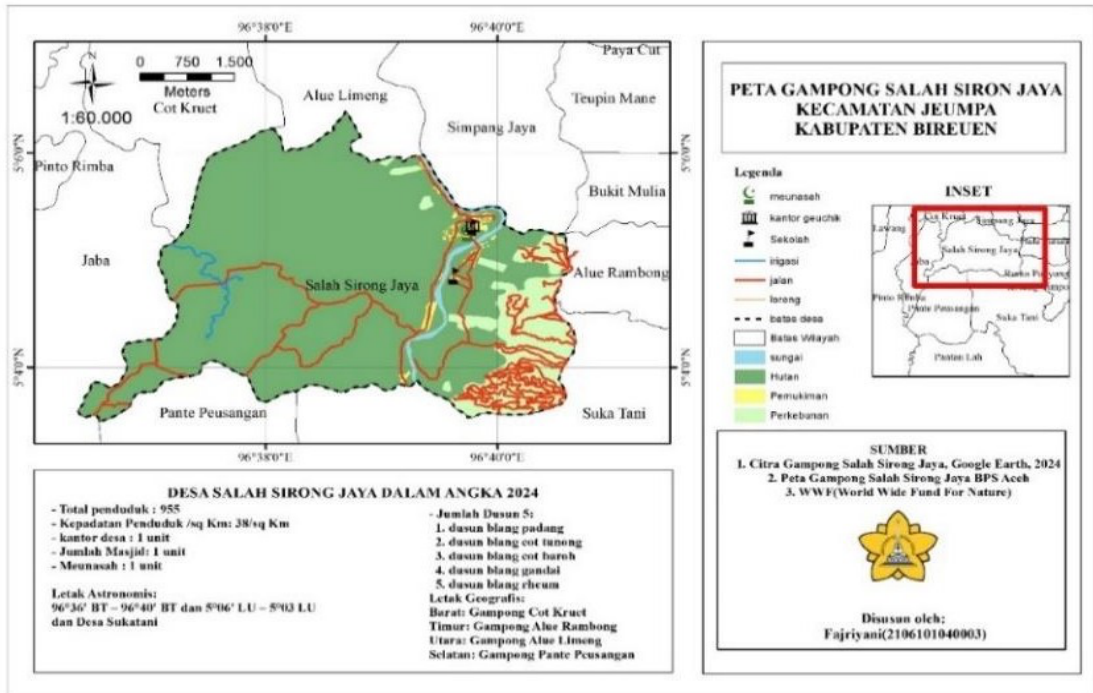 96°38'0"E
96°40'0"E
N
0 750 1.500
Meters
1:60.000
Cot Kruet
Alue Limeng
Paya Cut
Teupin Mane
Simpang Jaya
5°6'0"N
5°6'0"N
Pinto Rimba
Bukit Mulia
Jaba
Alue Rambong
Salah Sirong Jaya
5°4'0"N
5°4'0"N
Pante Peusangan
Suka Tani
96°38'0"E
96°40'0"E
PETA GAMPONG SALAH SIRON JAYA
KECAMATAN JEUMPA
KABUPATEN BIREUEN
Legenda
meunasah
kantor geuchik
Sekolah
irigasi
jalan
lorong
batas desa
Batas Wilayah
sungai
Hutan
Pemukiman
Perkebunan
INSET
Cot Kruet
Lawang
Salah Sirong Jaya
Jaba
Pinto Rimba
Pante Peusangan
Suka Tani
Panten Lah
SUMBER
1. Citra Gampong Salah Sirong Jaya, Google Earth, 2024
2. Peta Gampong Salah Sirong Jaya BPS Aceh
3. WWF(World Wide Fund For Nature)
Disusun oleh;
Fajriyani(2106101040003)
DESA SALAH SIRONG JAYA DALAM ANGKA 2024
- Total penduduk : 955
- Kepadatan Penduduk /sq Km: 38/sq Km
- kantor desa : 1 unit
- Jumlah Masjid: 1 unit
- Meunasah : 1 unit
Letak Astronomis:
96°36' BT – 96°40' BT dan 5°06' LU – 5°03 LU
dan Desa Sukatani
- Jumlah Dusun 5:
1. dusun blang padang
2. dusun blang cot tunong
3. dusun blang cot baroh
4. dusun blang gandai
5. dusun blang rheum
Letak Geografis:
Barat: Gampong Cot Kruet
Timur: Gampong Alue Rambong
Utara: Gampong Alue Limeng
Selatan: Gampong Pante Peusangan